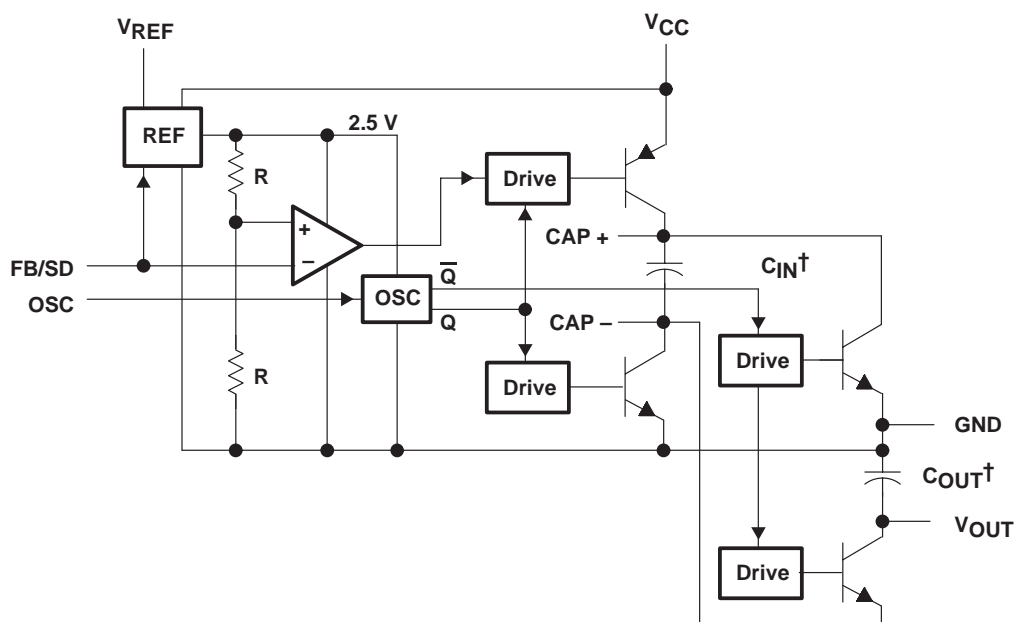 VREF
VCC
REF
2.5 V
R
Drive
CAP +
CIN†
FB/SD
OSC
+
–
OSC
Q̅
Q
CAP –
R
Drive
Drive
GND
COUT†
VOUT
Drive